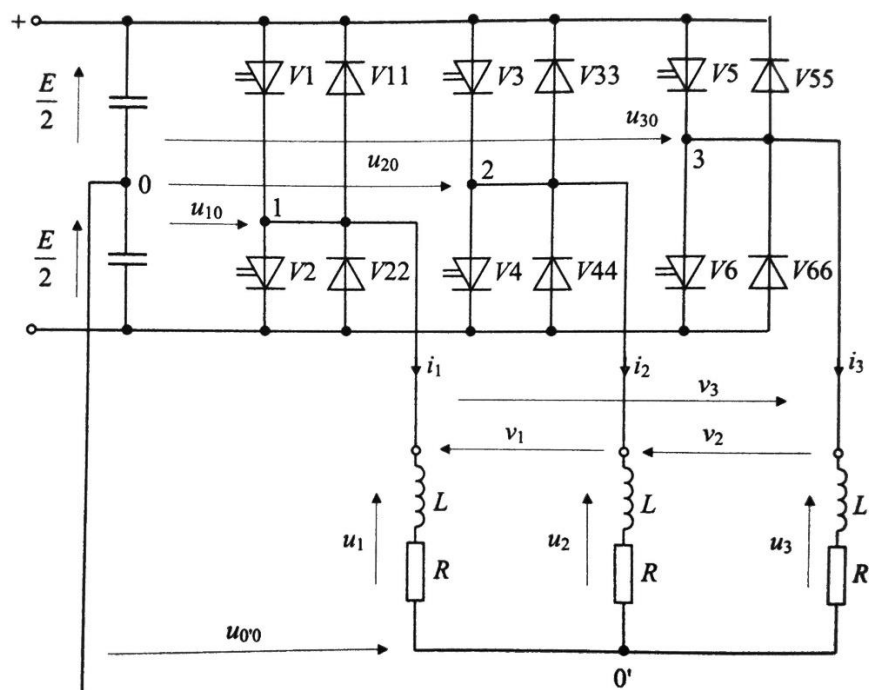 +
E/2
V1 V11 V3 V33 V5 V55
u30
0
u20
2
3
u10
1
E/2
V2 V22 V4 V44 V6 V66
i1 i2 i3
v3
v1 v2
L L L
u1 u2 u3
R R R
u0'0
0'